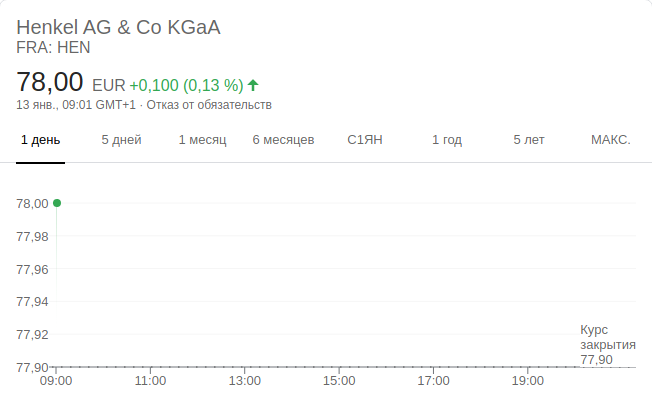 Henkel AG & Co KGaA
FRA: HEN
78,00 EUR +0,100 (0,13 %)
13 янв., 09:01 GMT+1 · Отказ от обязательств
1 день 5 дней 1 месяц 6 месяцев С1ЯН 1 год 5 лет МАКС.
78,00
77,98
77,96
77,94
77,92
Курс
закрытия
77,90
77,90
09:00 11:00 13:00 15:00 17:00 19:00